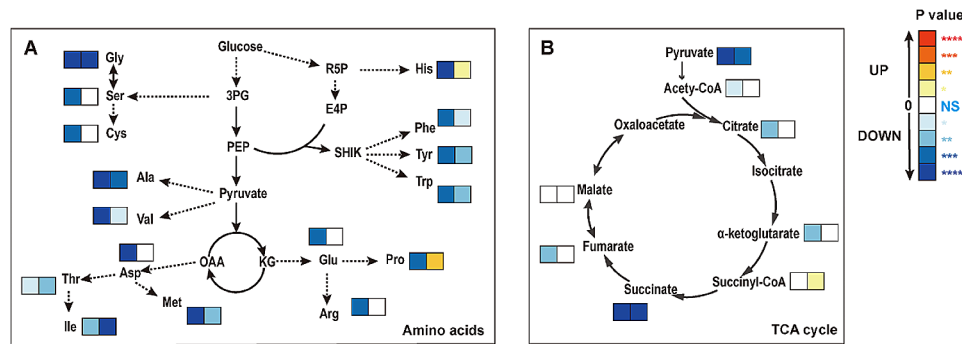 A
Glucose
Gly
R5P
His
Ser
3PG
E4P
Cys
Phe
PEP
SHIK
Tyr
Trp
Ala
Pyruvate
Val
OAA
KG
Glu
Pro
Thr
Asp
Met
Arg
Ile
Amino acids
B
Pyruvate
Acety-CoA
Oxaloacetate
Citrate
Isocitrate
Malate
α-ketoglutarate
Fumarate
Succinate
Succinyl-CoA
TCA cycle
P value
****
***
UP
**
*
0
NS
DOWN
*
**
***
****